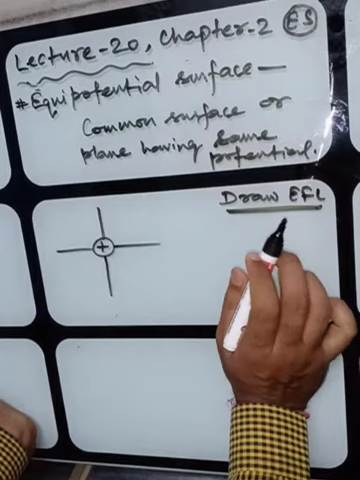 Lecture-20, Chapter-2 ES
* Equipotential surface —
Common surface or
plane having same
potential.
Draw EFL
+